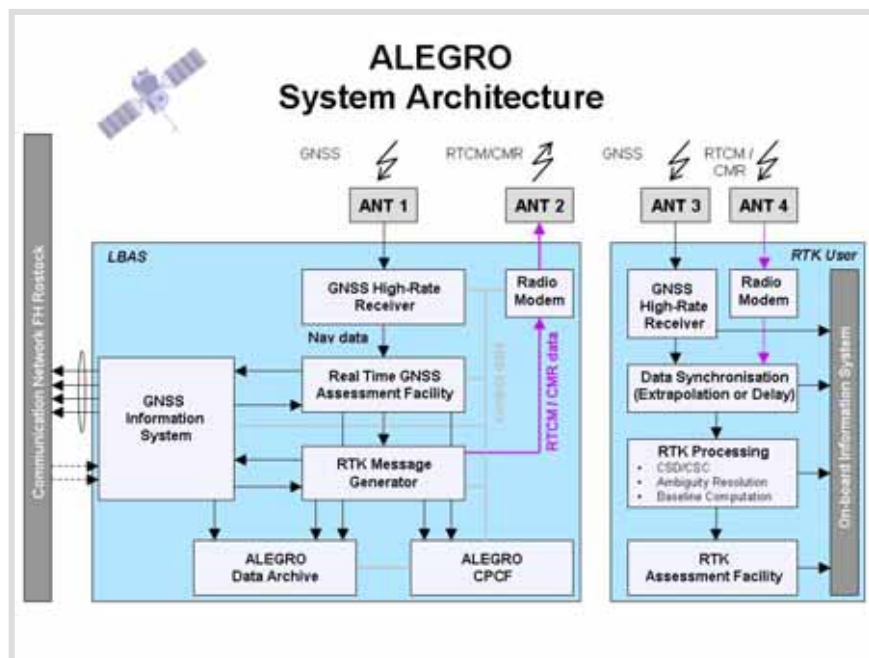 ALEGRO
System Architecture
GNSS
RTCM/CMR
GNSS
RTCM /
CMR
ANT 1
ANT 2
ANT 3
ANT 4
LBAS
RTK User
Communication Network FH Rostock
GNSS High-Rate
Receiver
Radio
Modem
GNSS
High-Rate
Receiver
Radio
Modem
Nav data
Real Time GNSS
Assessment Facility
RTCM / CMR data
GNSS
Information
System
Data Synchronisation
(Extrapolation or Delay)
RTK Message
Generator
RTK Processing
• CSD/CSC
• Ambiguity Resolution
• Baseline Computation
On-board Information System
ALEGRO
Data Archive
ALEGRO
CPCF
RTK
Assessment Facility